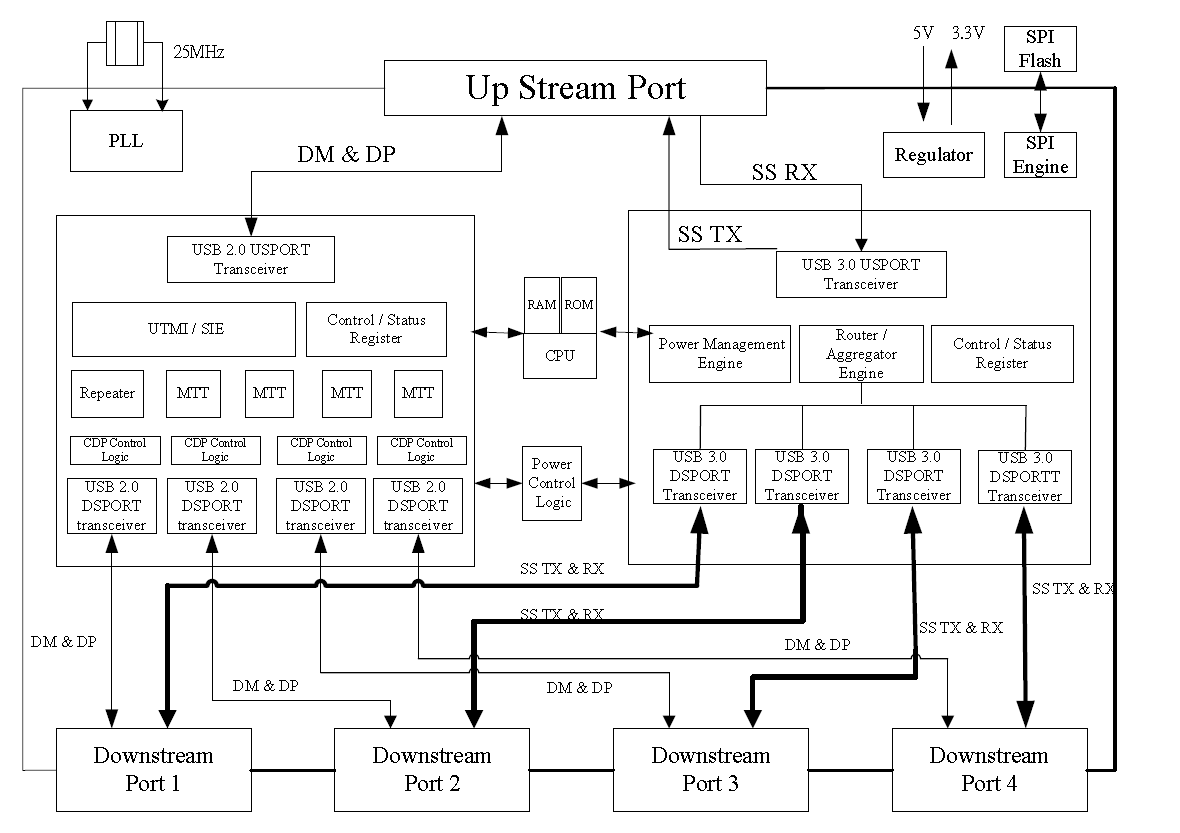 25MHz
PLL
Up Stream Port
5V
3.3V
SPI
Flash
Regulator
SPI
Engine
DM & DP
SS RX
SS TX
USB 2.0 USPORT
Transceiver
USB 3.0 USPORT
Transceiver
UTMI / SIE
Control / Status
Register
RAM
ROM
CPU
Power Management
Engine
Router /
Aggregator
Engine
Control / Status
Register
Repeater
MTT
MTT
MTT
MTT
CDP Control
Logic
CDP Control
Logic
CDP Control
Logic
CDP Control
Logic
USB 2.0
DSPORT
transceiver
USB 2.0
DSPORT
transceiver
USB 2.0
DSPORT
transceiver
USB 2.0
DSPORT
transceiver
Power
Control
Logic
USB 3.0
DSPORT
Transceiver
USB 3.0
DSPORT
Transceiver
USB 3.0
DSPORT
Transceiver
USB 3.0
DSPORTT
Transceiver
SS TX & RX
SS TX & RX
SS TX & RX
SS TX & RX
DM & DP
DM & DP
DM & DP
DM & DP
Downstream
Port 1
Downstream
Port 2
Downstream
Port 3
Downstream
Port 4